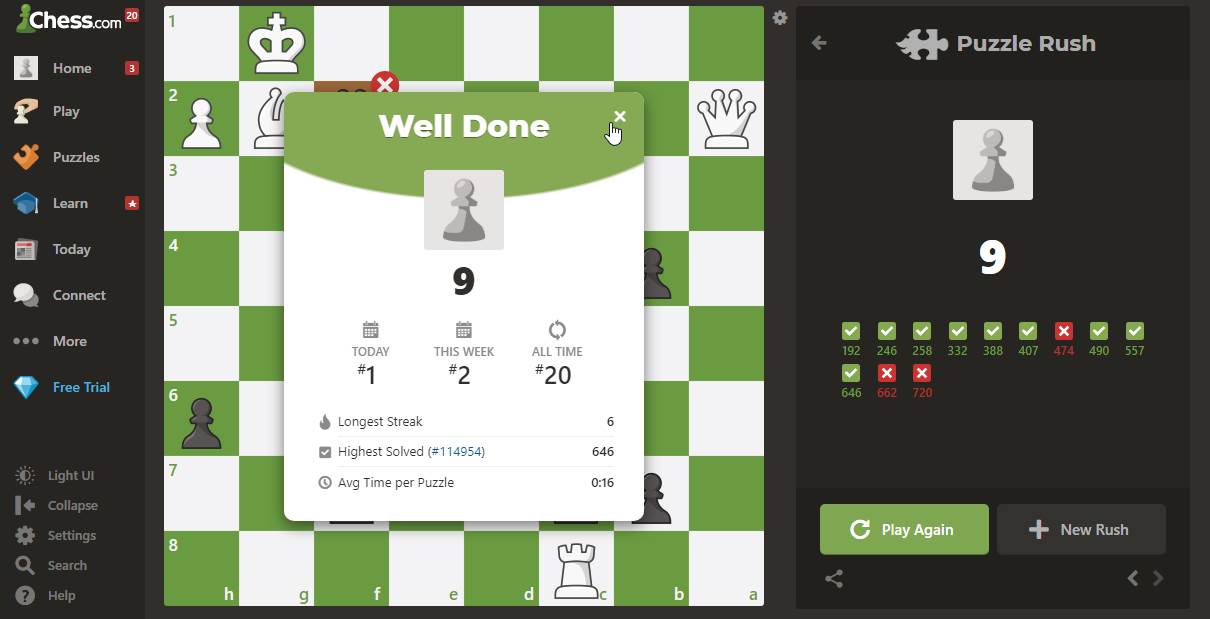 Chess.com 20
Home 3
Play
Puzzles
Learn
Today
Connect
More
Free Trial
Light UI
Collapse
Settings
Search
Help
1
2
3
4
5
6
7
8
h g f e d c b a
Well Done
9
TODAY THIS WEEK ALL TIME
#1 #2 #20
Longest Streak 6
Highest Solved (#114954) 646
Avg Time per Puzzle 0:16
Puzzle Rush
9
192 246 258 332 388 407 474 490 557
646 662 720
Play Again New Rush